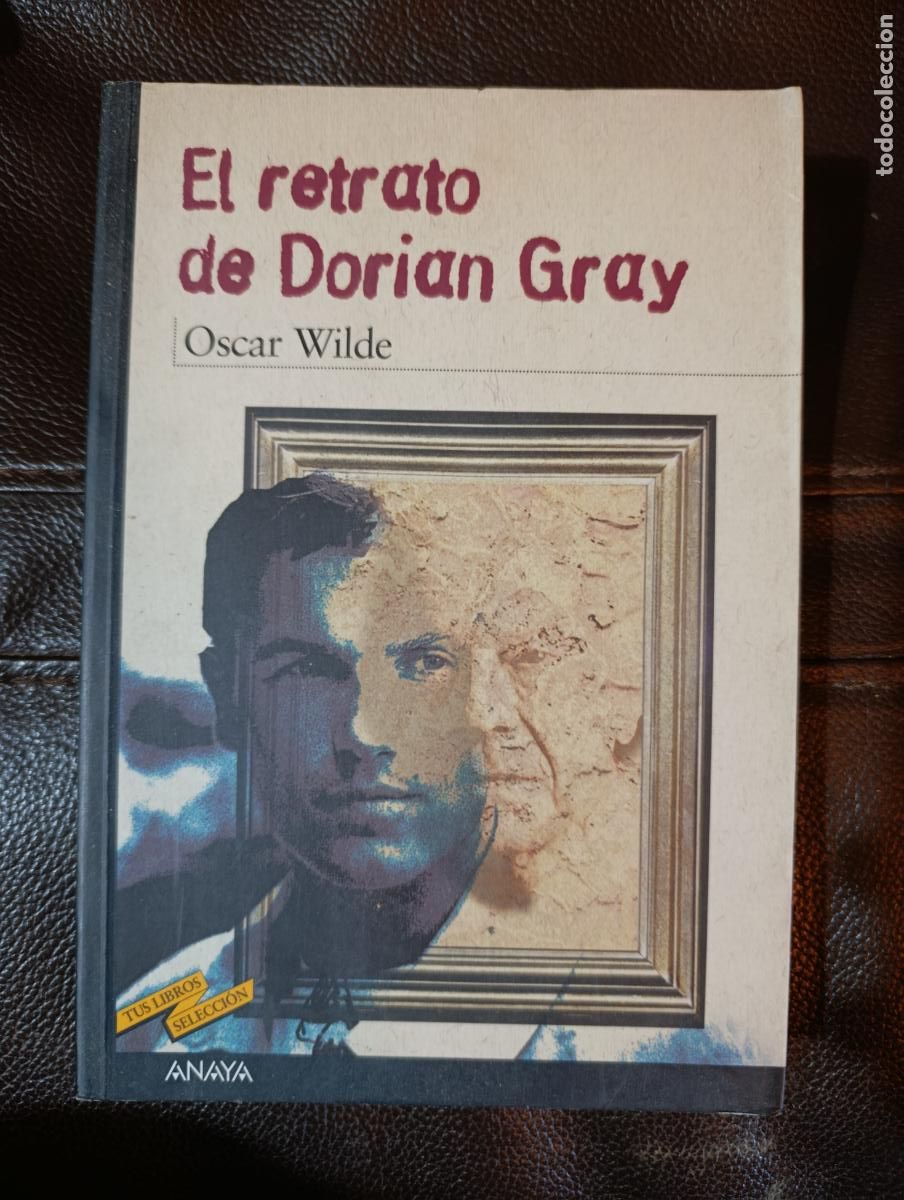 El retrato
de Dorian Gray
Oscar Wilde
TUS LIBROS
SELECCIÓN
ANAYA
todocoleccion